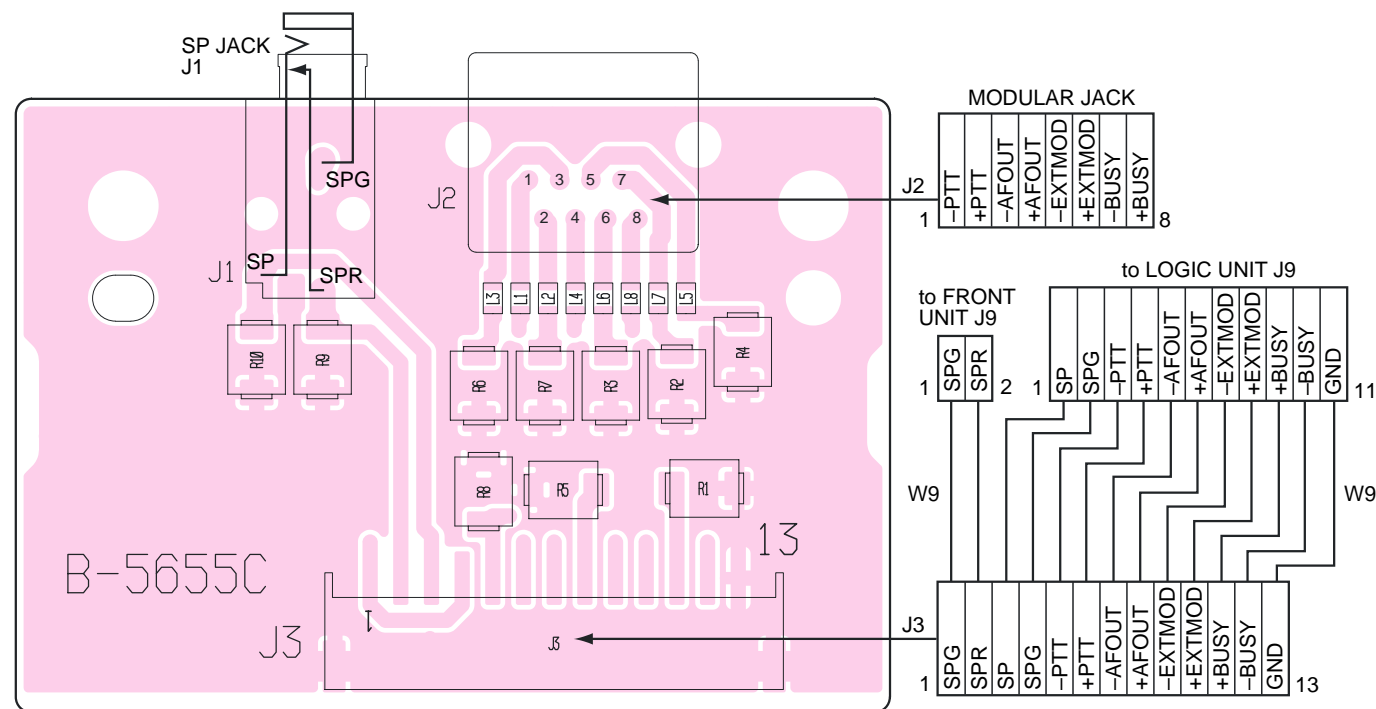 SP JACK
J1
SPG
SP
SPR
J1
J2
1 3 5 7
2 4 6 8
L3 L1 L2 L4 L6 L8 L7 L5
R10 R9
R6 R7 R3 R2 R4
R8 R5 R1
B-5655C
13
1
J3
J3
MODULAR JACK
J2
1 –PTT +PTT –AFOUT +AFOUT –EXTMOD +EXTMOD –BUSY +BUSY 8
to FRONT
UNIT J9
1 SPG SPR 2
to LOGIC UNIT J9
1 SP SPG –PTT +PTT –AFOUT +AFOUT –EXTMOD +EXTMOD +BUSY –BUSY GND 11
W9
W9
J3
1 SPG SPR SP SPG –PTT +PTT –AFOUT +AFOUT –EXTMOD +EXTMOD +BUSY –BUSY GND 13